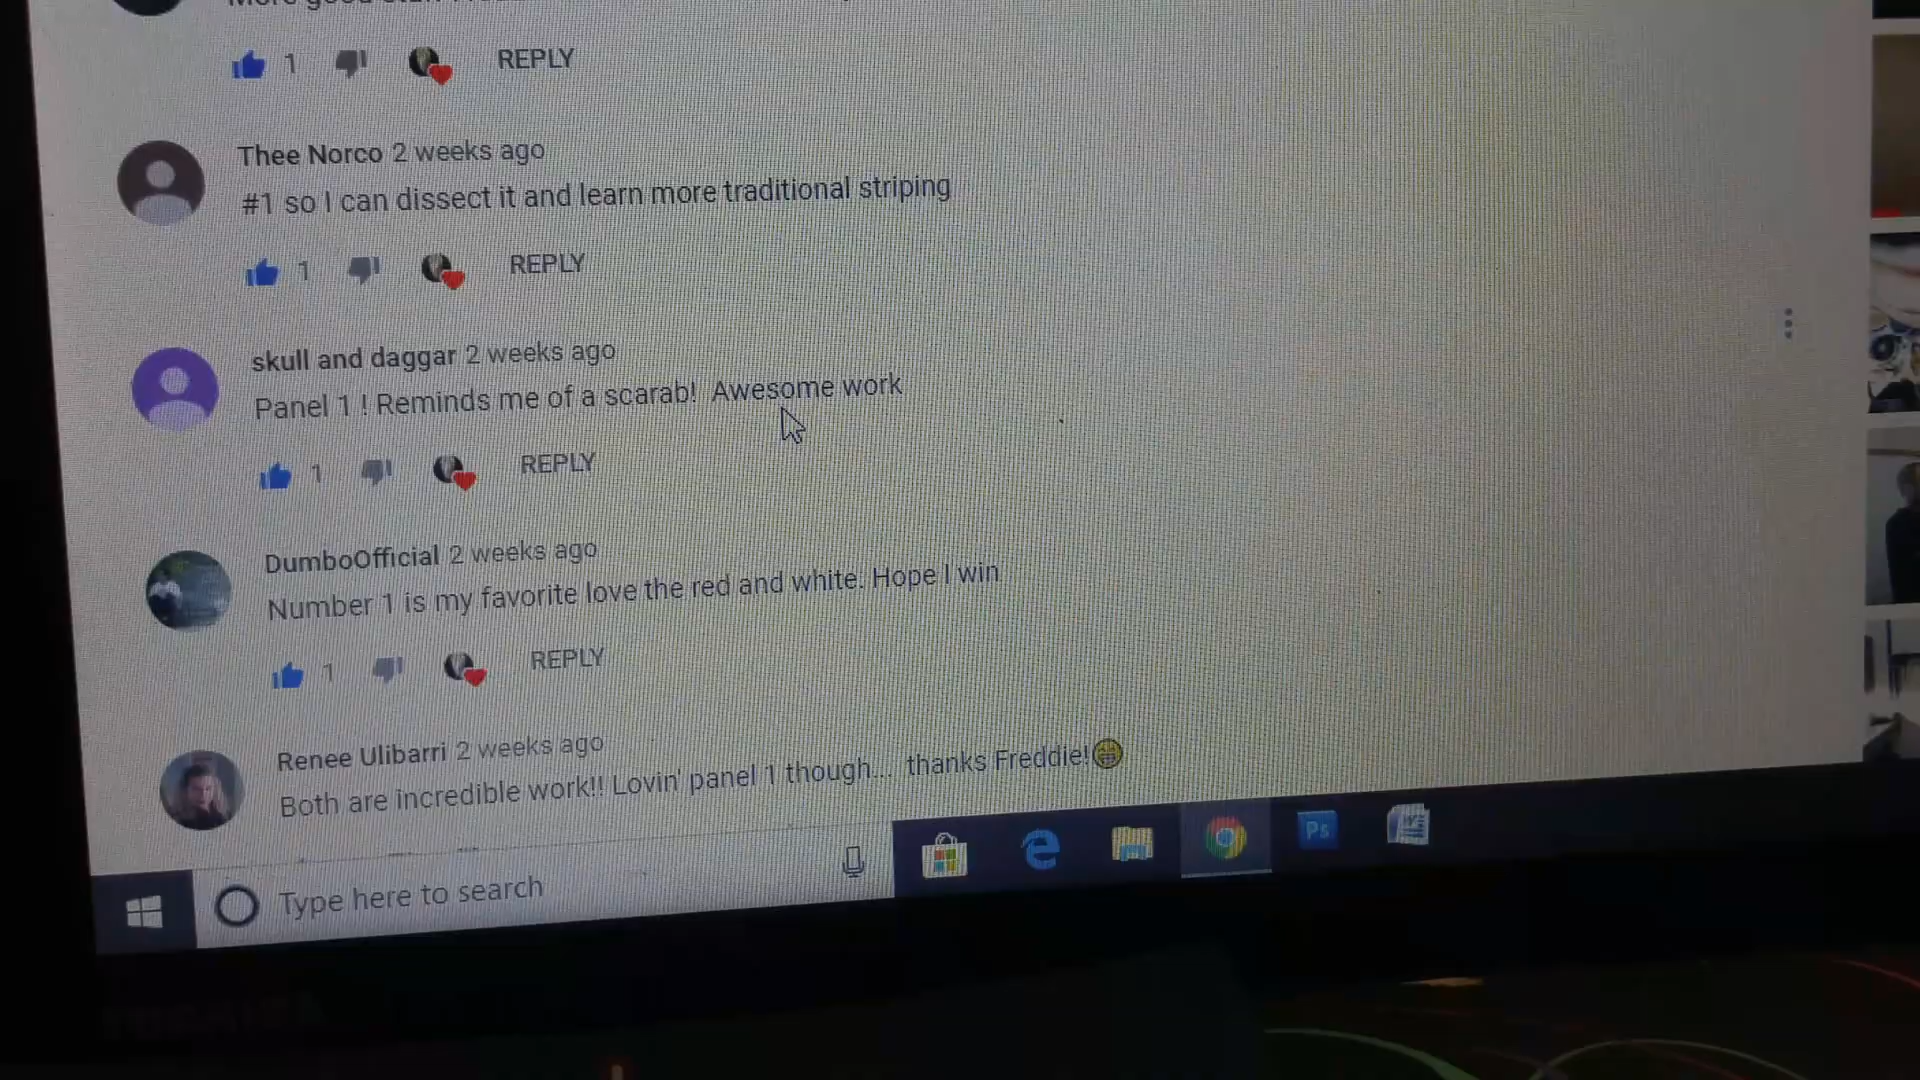 1 REPLY
Thee Norco 2 weeks ago
#1 so I can dissect it and learn more traditional striping
1 REPLY
skull and daggar 2 weeks ago
Panel 1 ! Reminds me of a scarab! Awesome work
1 REPLY
DumboOfficial 2 weeks ago
Number 1 is my favorite love the red and white. Hope I win
1 REPLY
Renee Ulibarri 2 weeks ago
Both are incredible work!! Lovin' panel 1 though... thanks Freddie!😁
Type here to search
Ps